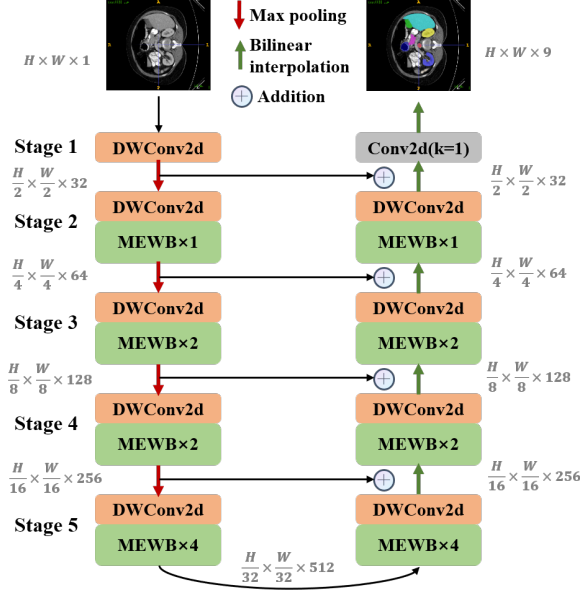 Max pooling
Bilinear
interpolation
Addition
H×W×1
H×W×9
Stage 1
DWConv2d
Conv2d(k=1)
H/2 × W/2 × 32
H/2 × W/2 × 32
Stage 2
DWConv2d
MEWB×1
DWConv2d
MEWB×1
H/4 × W/4 × 64
H/4 × W/4 × 64
Stage 3
DWConv2d
MEWB×2
DWConv2d
MEWB×2
H/8 × W/8 × 128
H/8 × W/8 × 128
Stage 4
DWConv2d
MEWB×2
DWConv2d
MEWB×2
H/16 × W/16 × 256
H/16 × W/16 × 256
Stage 5
DWConv2d
MEWB×4
DWConv2d
MEWB×4
H/32 × W/32 × 512